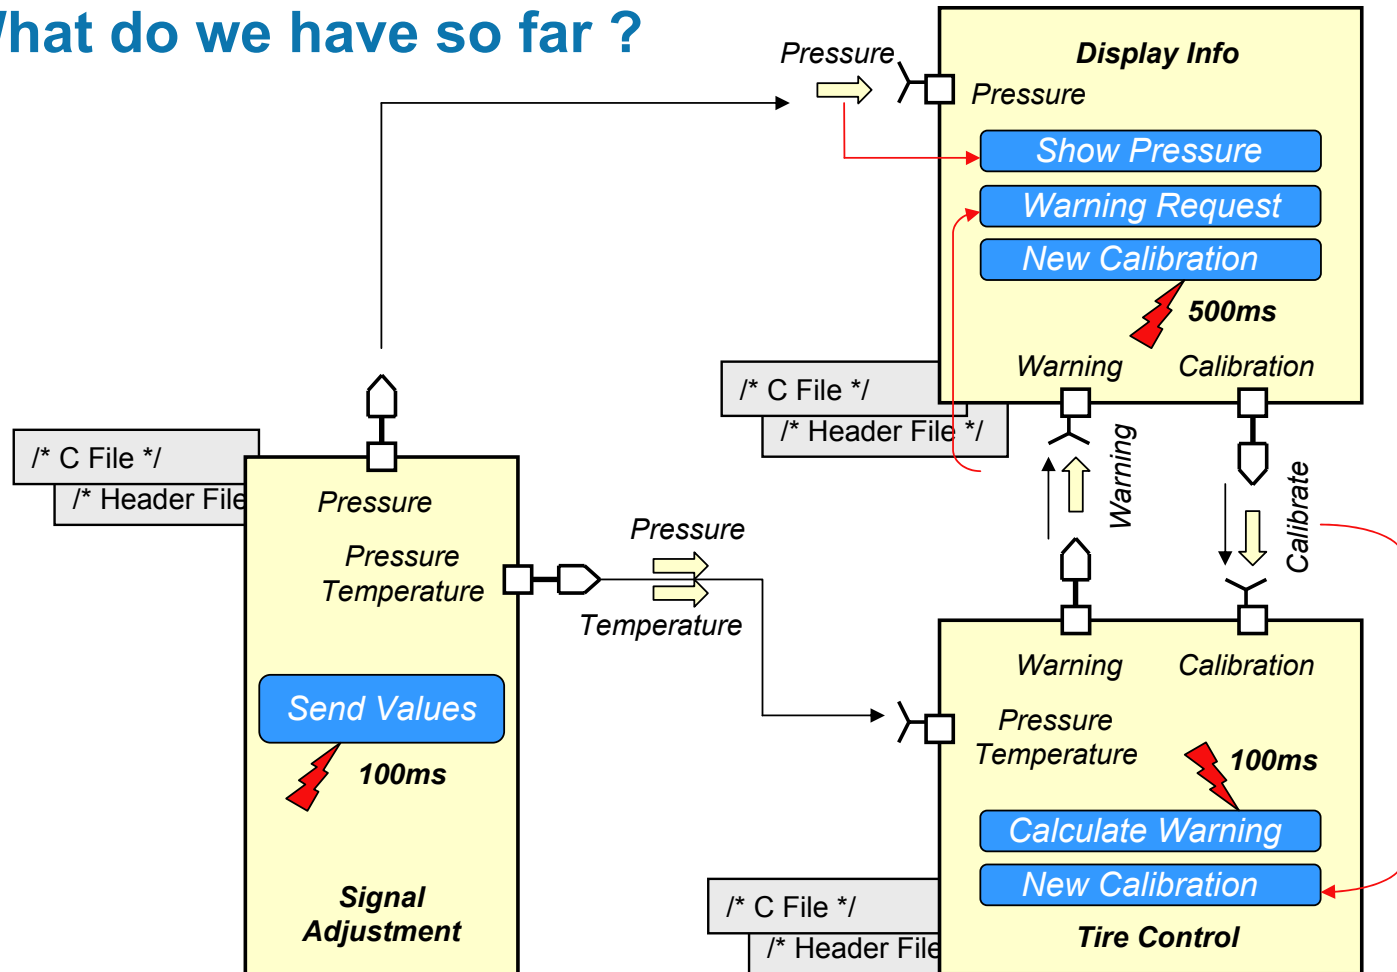 What do we have so far ?
Pressure
Display Info
Pressure
Show Pressure
Warning Request
New Calibration
500ms
Warning
Calibration
/* C File */
/* Header File */
Warning
Calibrate
/* C File */
/* Header File
Pressure
Pressure
Temperature
Pressure
Temperature
Send Values
100ms
Signal
Adjustment
Warning
Calibration
Pressure
Temperature
100ms
Calculate Warning
New Calibration
Tire Control
/* C File */
/* Header File